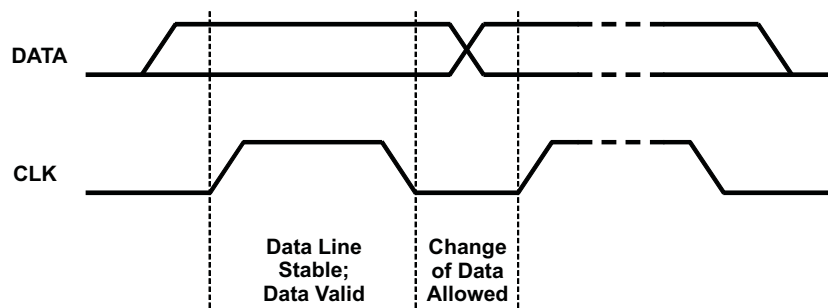 DATA
CLK
Data Line
Stable;
Data Valid
Change
of Data
Allowed